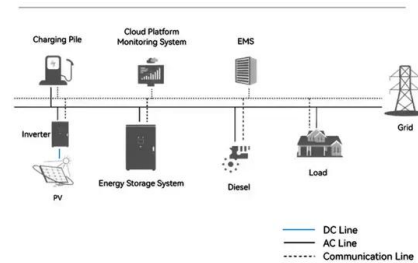 Charging Pile
Cloud Platform
Monitoring System
EMS
Grid
Inverter
PV
Energy Storage System
Diesel
Load
DC Line
AC Line
Communication Line